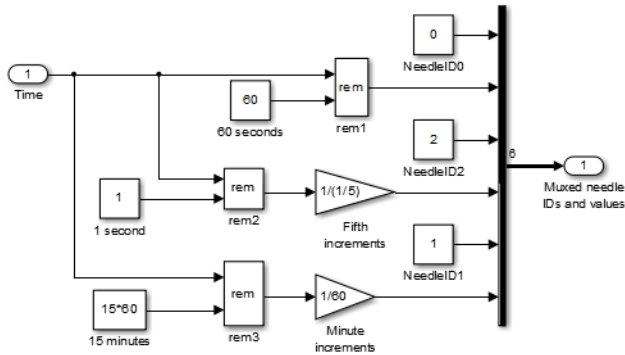 0
NeedleID0
1
Time
rem
60
60 seconds
rem1
2
NeedleID2
6
1
Muxed needle
IDs and values
rem
1/(1/5)
1
1 second
rem2
Fifth
increments
1
NeedleID1
rem
1/60
15*60
15 minutes
rem3
Minute
increments